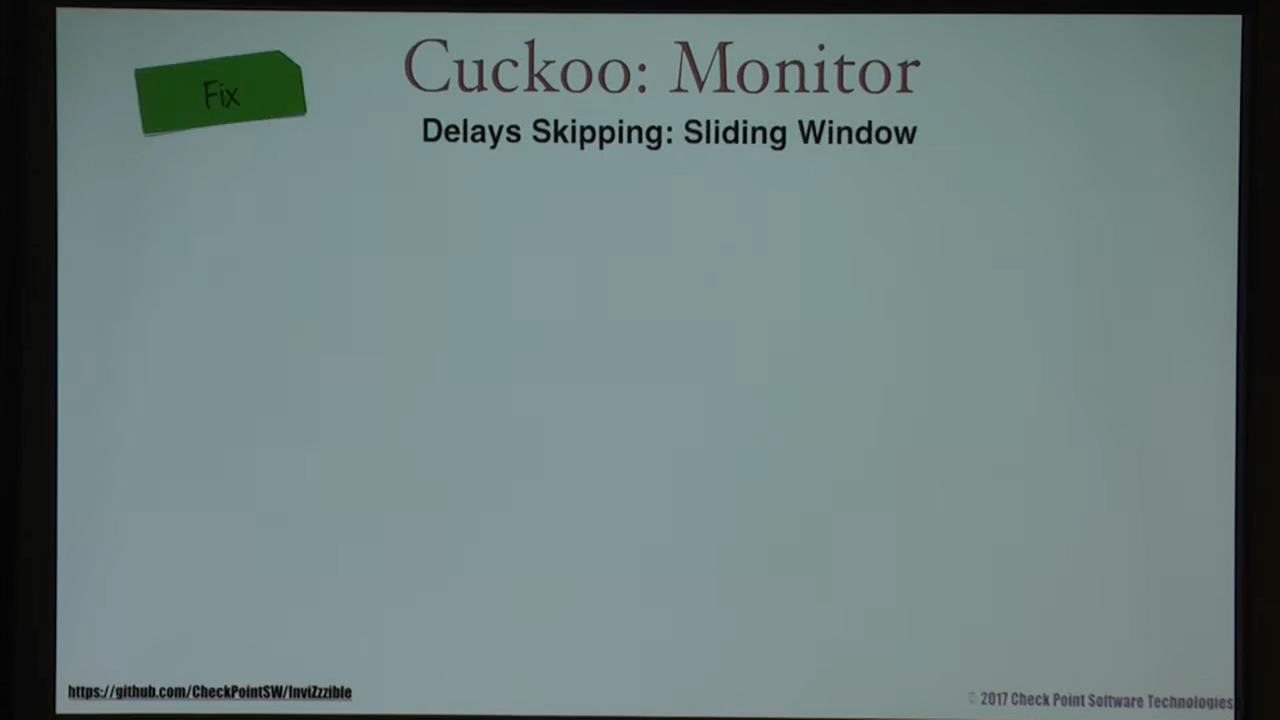 Fix
Cuckoo: Monitor
Delays Skipping: Sliding Window
https://github.com/CheckPointSW/InviZzzible
© 2017 Check Point Software Technologies